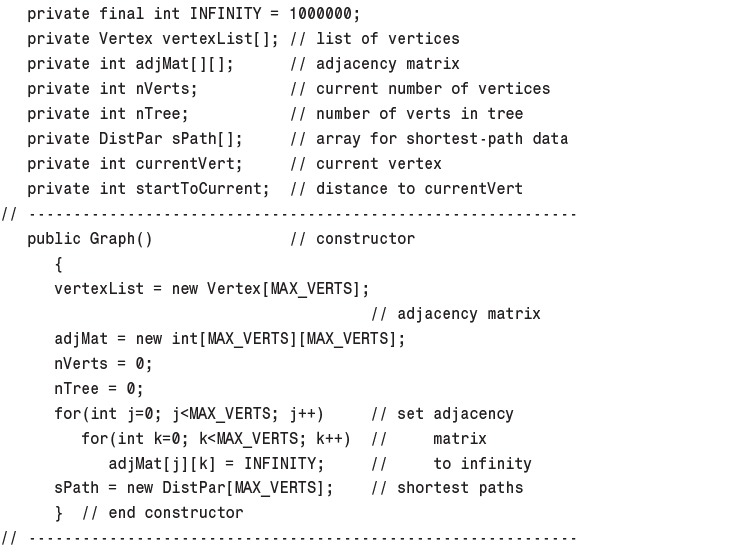 private final int INFINITY = 1000000;
private Vertex vertexList[]; // list of vertices
private int adjMat[][];      // adjacency matrix
private int nVerts;          // current number of vertices
private int nTree;           // number of verts in tree
private DistPar sPath[];     // array for shortest-path data
private int currentVert;     // current vertex
private int startToCurrent;  // distance to currentVert
// -------------------------------------------------------------
public Graph()               // constructor
{
vertexList = new Vertex[MAX_VERTS];
// adjacency matrix
adjMat = new int[MAX_VERTS][MAX_VERTS];
nVerts = 0;
nTree = 0;
for(int j=0; j<MAX_VERTS; j++)     // set adjacency
for(int k=0; k<MAX_VERTS; k++)  //     matrix
adjMat[j][k] = INFINITY;     //     to infinity
sPath = new DistPar[MAX_VERTS];    // shortest paths
}  // end constructor
// -------------------------------------------------------------